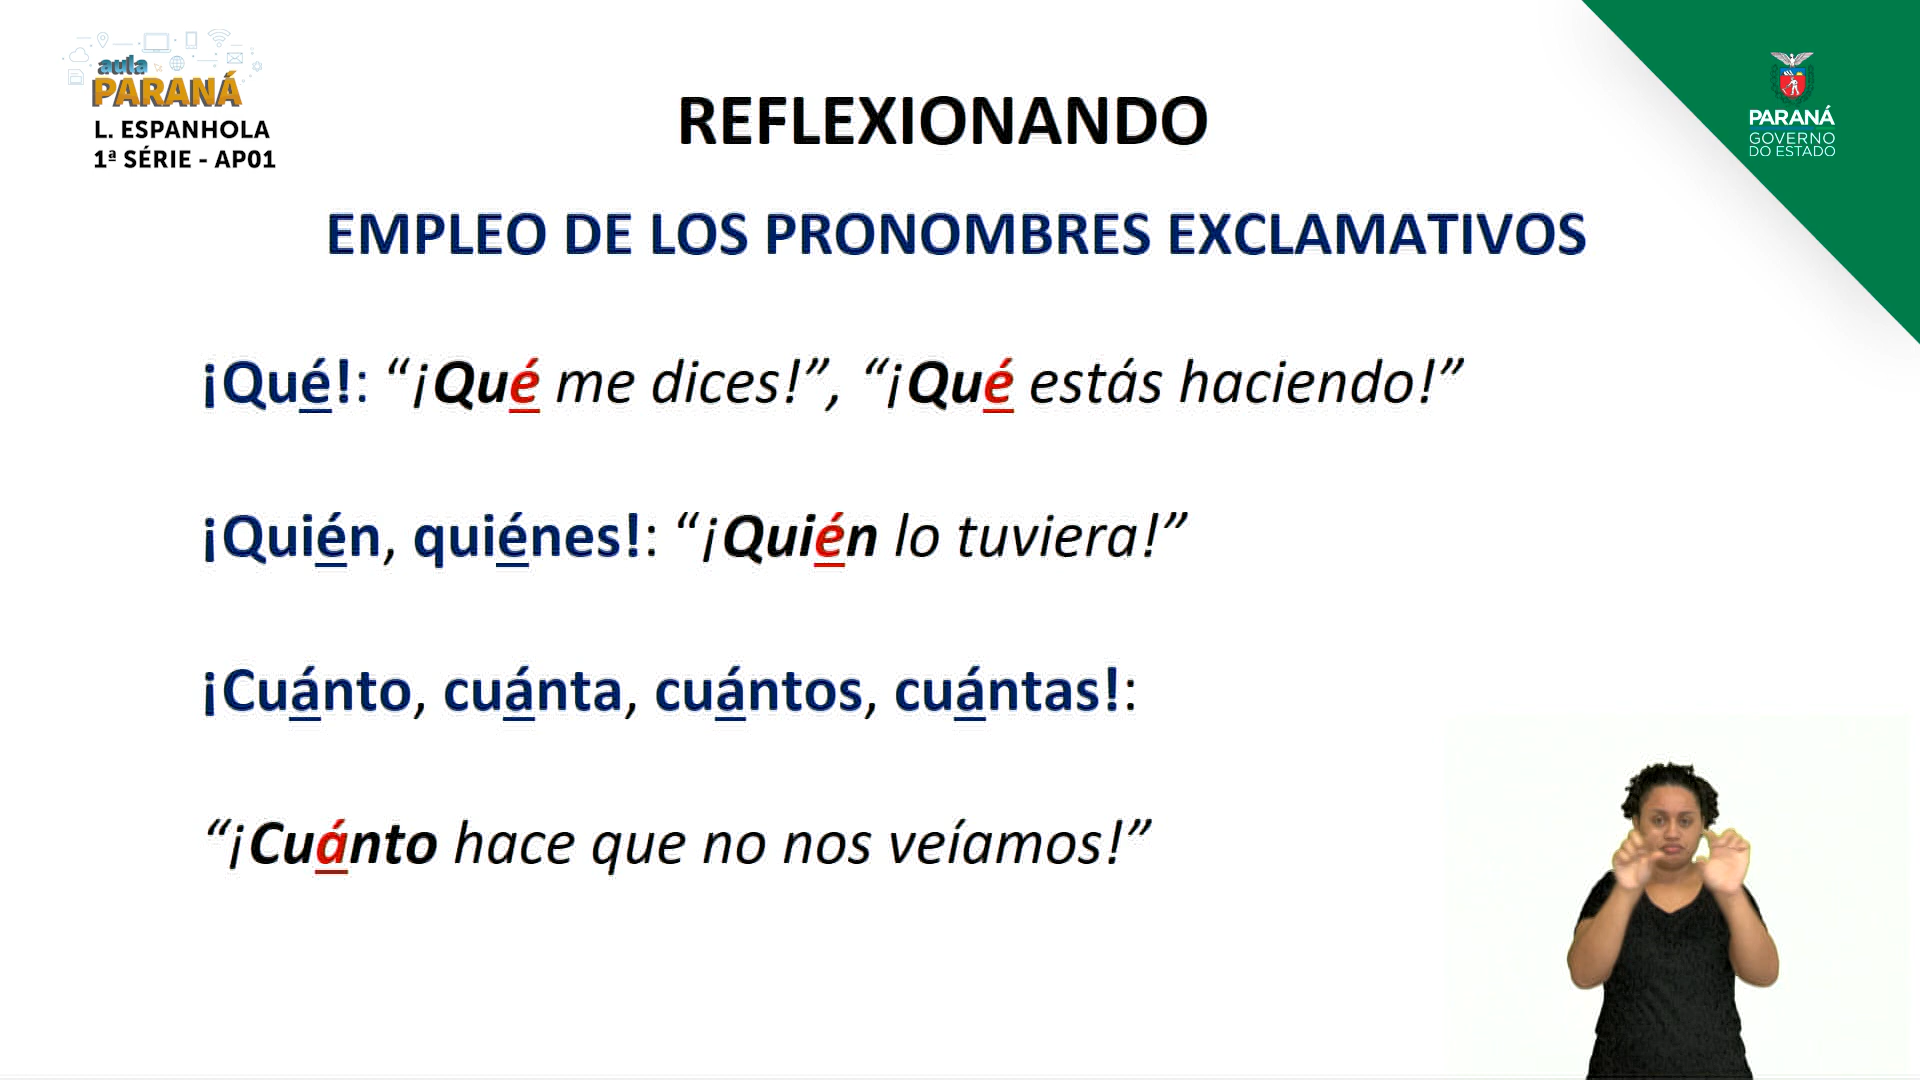 aula
PARANÁ
L. ESPANHOLA
1ª SÉRIE - AP01
PARANÁ
GOVERNO
DO ESTADO
REFLEXIONANDO
EMPLEO DE LOS PRONOMBRES EXCLAMATIVOS
¡Qué!: “¡Qué me dices!”, “¡Qué estás haciendo!”
¡Quién, quiénes!: “¡Quién lo tuviera!”
¡Cuánto, cuánta, cuántos, cuántas!:
“¡Cuánto hace que no nos veíamos!”